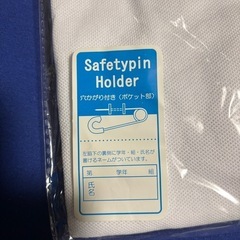 Safetypin
Holder
穴かがり付き(ポケット部)
左脇下の裏側に学年・組・氏名が
書けるネームがついています。
第 学年 組
氏名